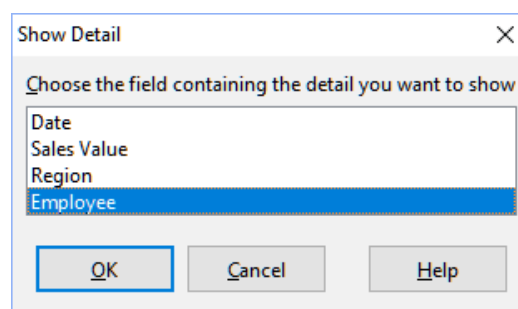 Show Detail
Choose the field containing the detail you want to show
Date
Sales Value
Region
Employee
OK Cancel Help